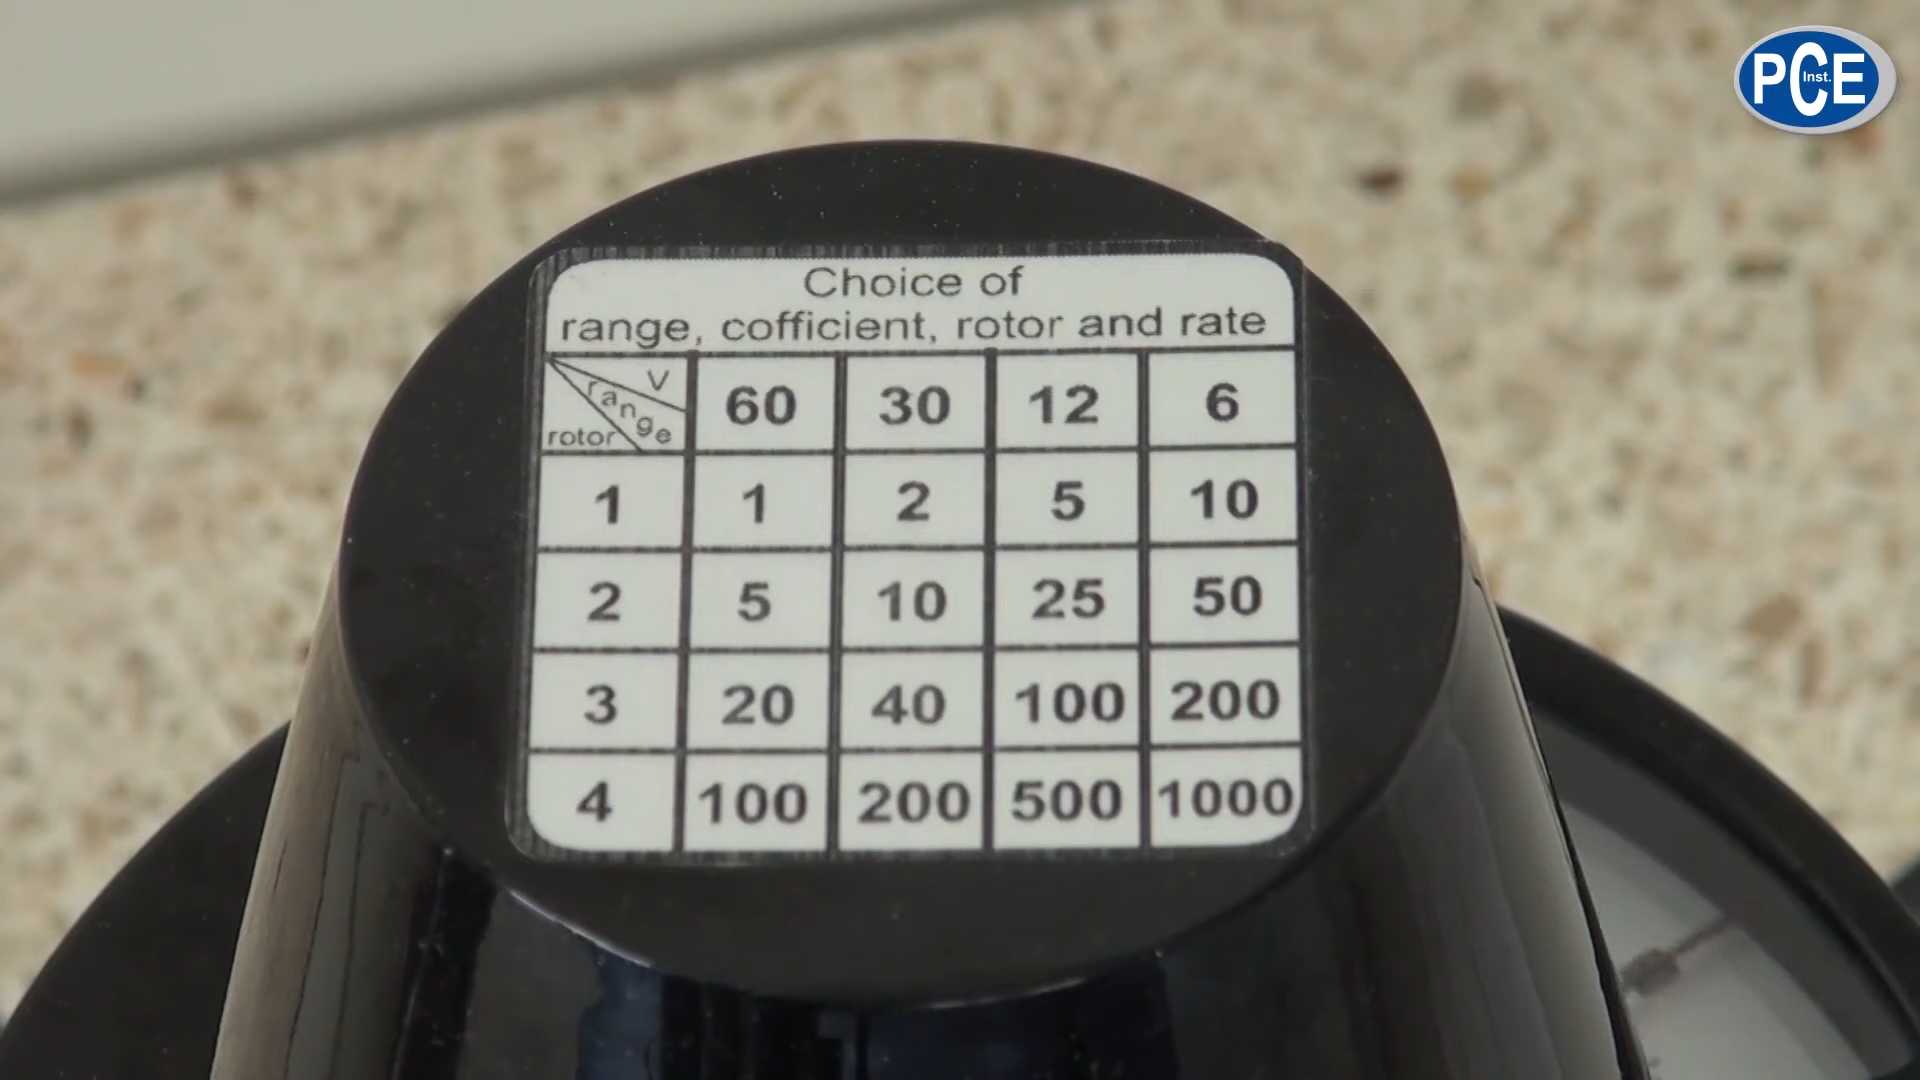 PCE
Inst.
Choice of
range, cofficient, rotor and rate
V
range
rotor
60 30 12 6
1 1 2 5 10
2 5 10 25 50
3 20 40 100 200
4 100 200 500 1000